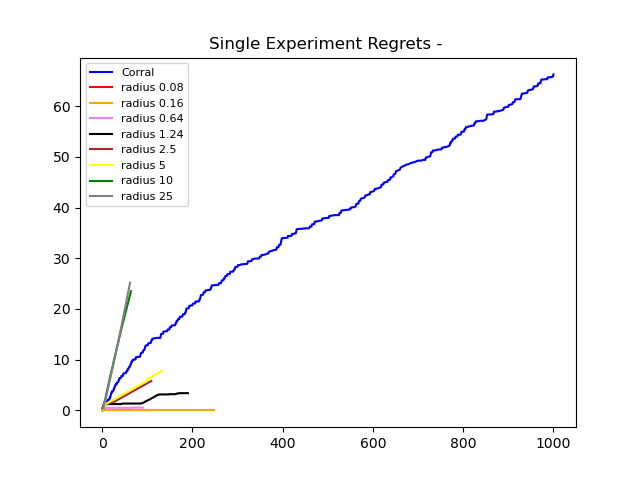 Single Experiment Regrets -
Corral
radius 0.08
radius 0.16
radius 0.64
radius 1.24
radius 2.5
radius 5
radius 10
radius 25
60
50
40
30
20
10
0
0 200 400 600 800 1000